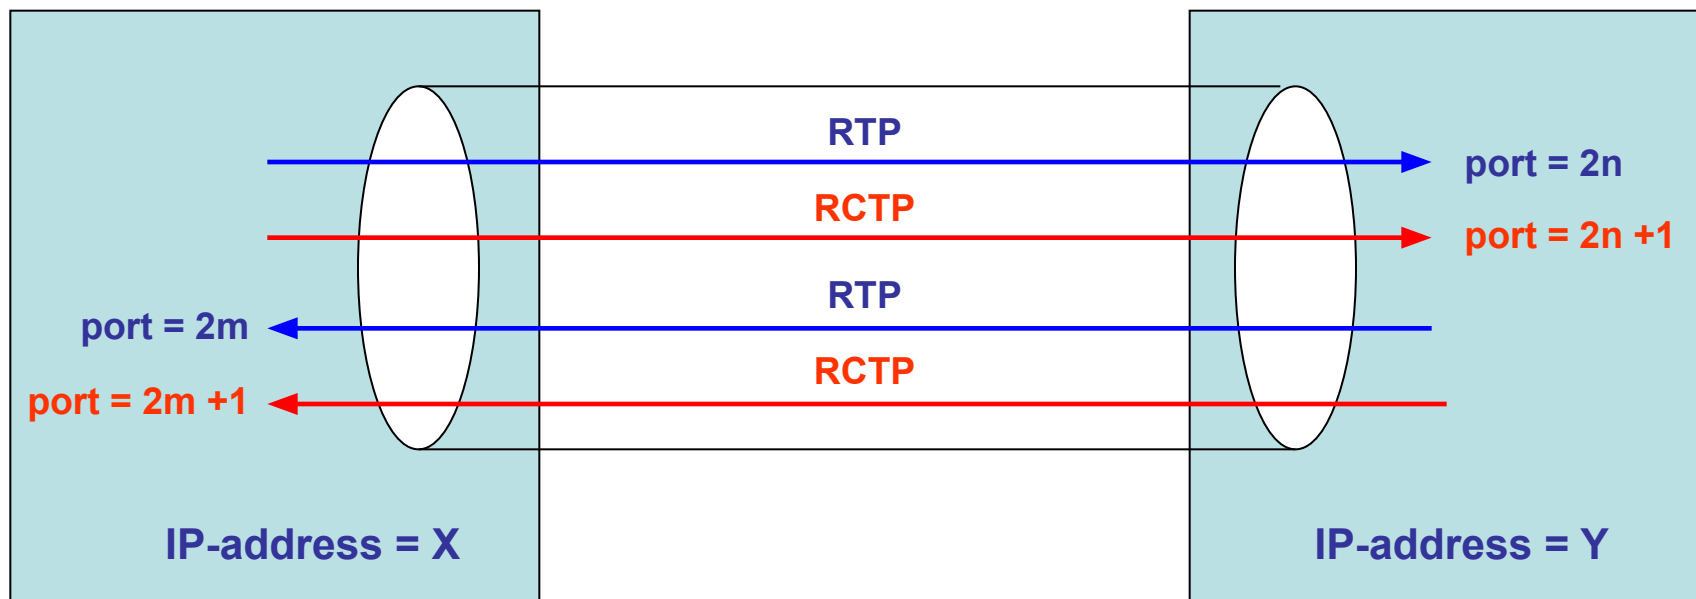 RTP
port = 2n
RCTP
port = 2n +1
RTP
port = 2m
RCTP
port = 2m +1
IP-address = X
IP-address = Y